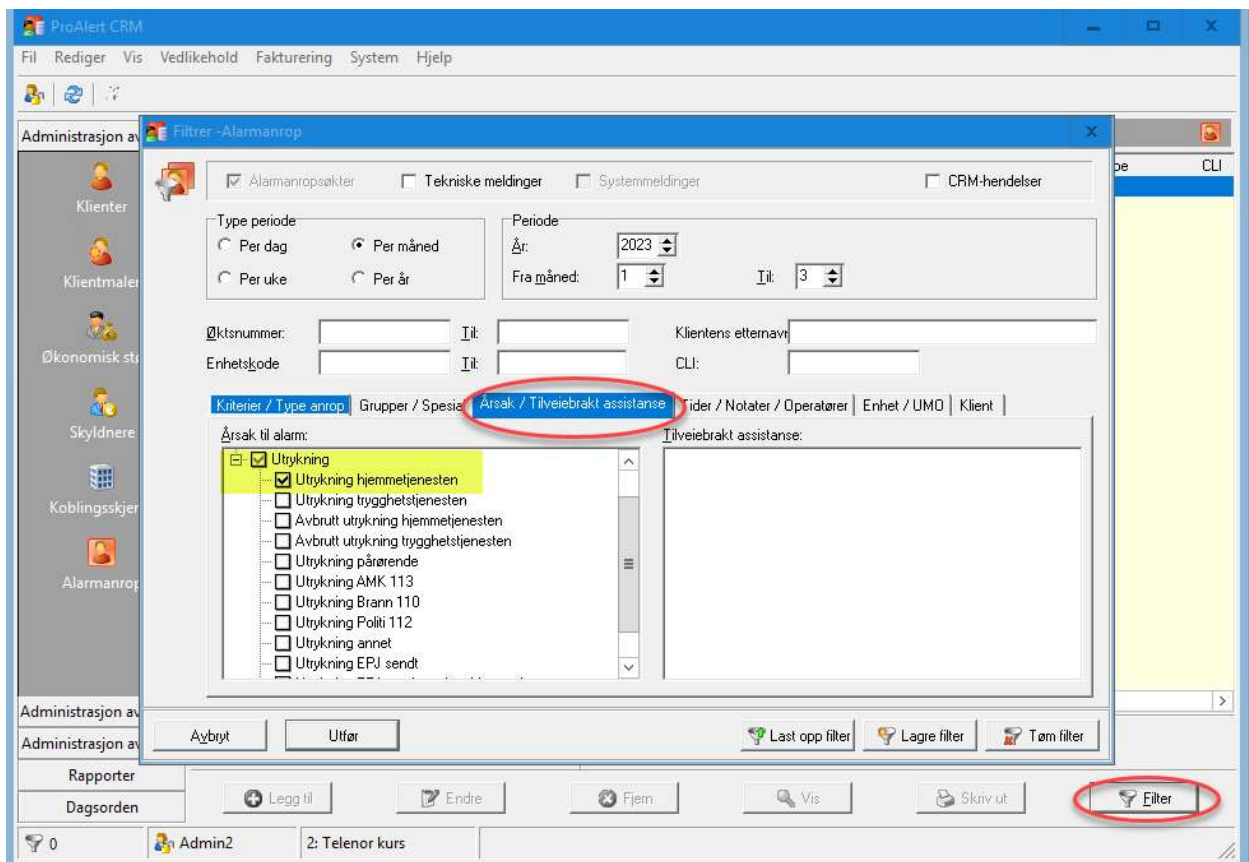 ProAlert CRM
Fil Rediger Vis Vedlikehold Fakturering System Hjelp
Administrasjon av
Filtrer -Alarmanrop
pe CLI
Klienter
Klientmaler
Økonomisk stø
Skyldnere
Koblingsskjer
Alarmanrop
Alarmanropsøkter Tekniske meldinger Systemmeldinger CRM-hendelser
Type periode
Per dag Per måned
Per uke Per år
Periode
År: 2023
Fra måned: 1 Til: 3
Øktsnummer: Til: Klientens etternavn
Enhetskode Til: CLI:
Kriterier / Type anrop Grupper / Spesial Årsak / Tilveiebrakt assistanse Tider / Notater / Operatører Enhet / UMO Klient
Årsak til alarm: Tilveiebrakt assistanse:
Utrykning
Utrykning hjemmetjenesten
Utrykning trygghetstjenesten
Avbrutt utrykning hjemmetjenesten
Avbrutt utrykning trygghetstjenesten
Utrykning pårørende
Utrykning AMK 113
Utrykning Brann 110
Utrykning Politi 112
Utrykning annet
Utrykning EPJ sendt
Avbryt Utfør Last opp filter Lagre filter Tøm filter
Administrasjon av
Administrasjon av
Rapporter
Dagsorden
Legg til Endre Fjern Vis Skriv ut Filter
0 Admin2 2: Telenor kurs